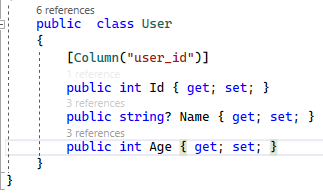 6 references
public class User
{
[Column("user_id")]
1 reference
public int Id { get; set; }
3 references
public string? Name { get; set; }
3 references
public int Age { get; set; }
}
}